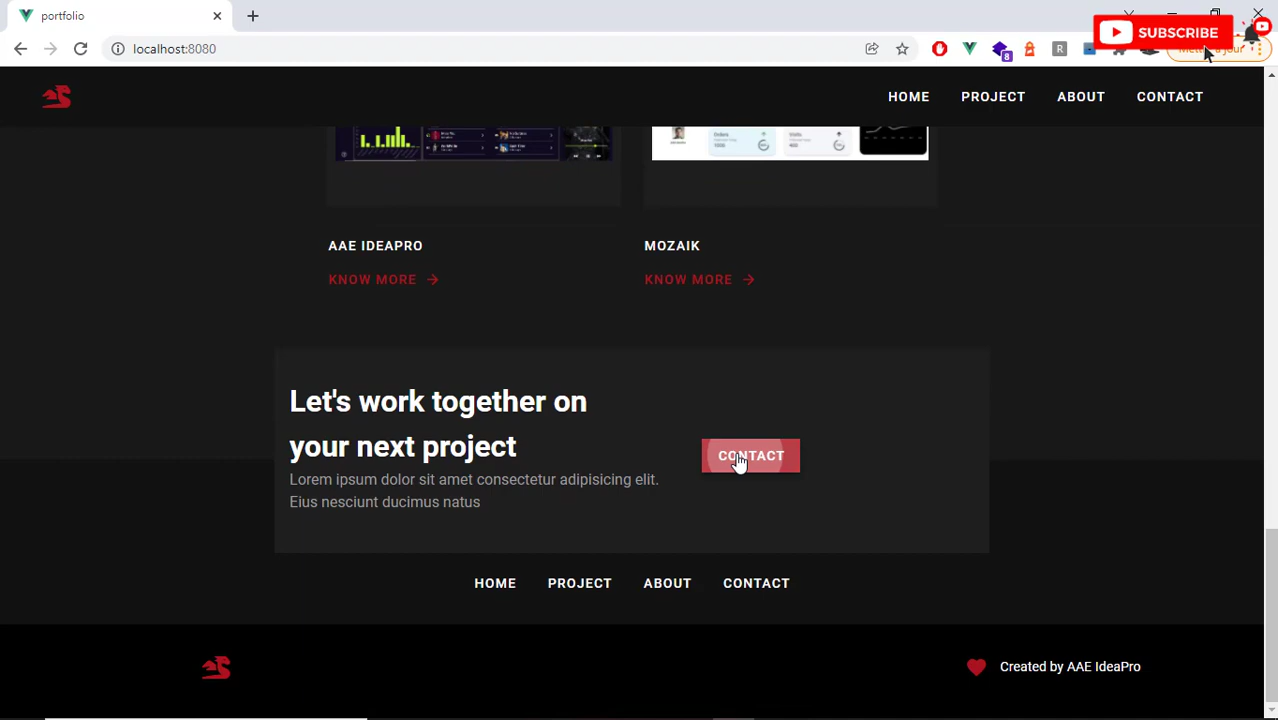 portfolio
SUBSCRIBE
localhost:8080
8
R
HOME PROJECT ABOUT CONTACT
AAE IDEAPRO
MOZAIK
KNOW MORE →
KNOW MORE →
Let's work together on
your next project
Lorem ipsum dolor sit amet consectetur adipisicing elit.
Eius nesciunt ducimus natus
CONTACT
HOME PROJECT ABOUT CONTACT
Created by AAE IdeaPro